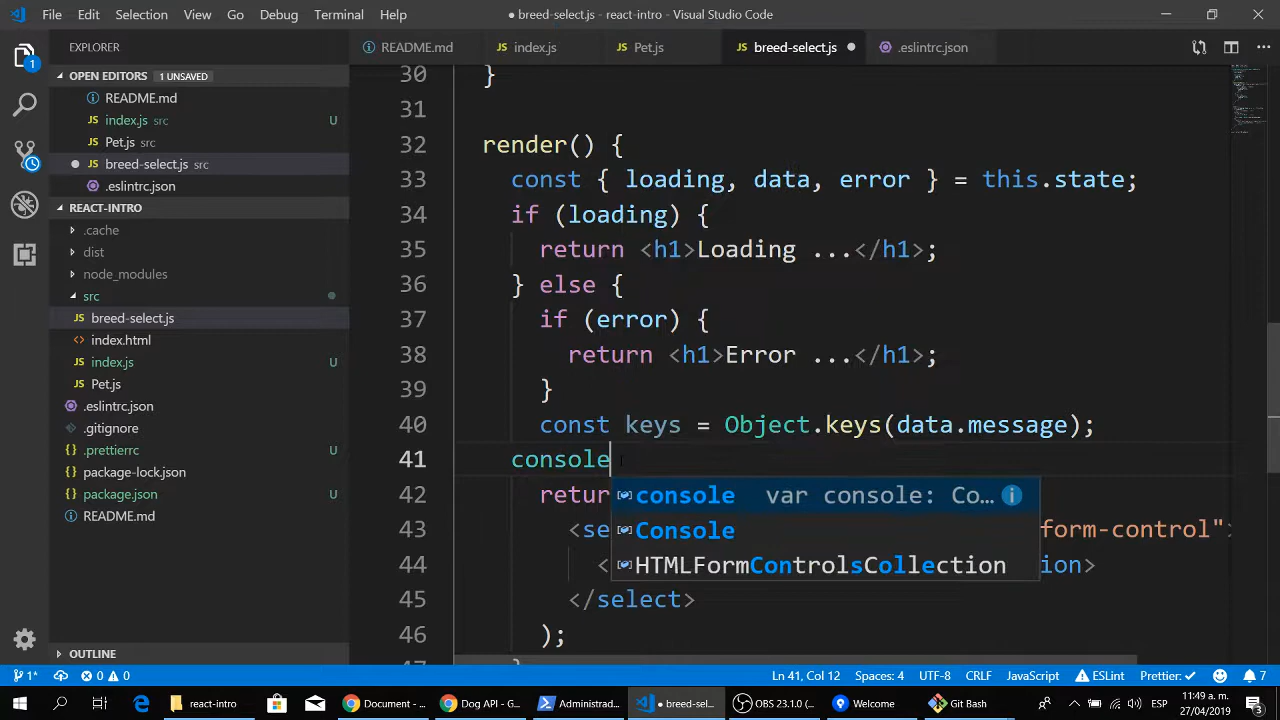 File Edit Selection View Go Debug Terminal Help
● breed-select.js - react-intro - Visual Studio Code
EXPLORER
README.md
index.js
Pet.js
breed-select.js
.eslintrc.json
OPEN EDITORS 1 UNSAVED
README.md
index.js src U
Pet.js src
breed-select.js src
.eslintrc.json
REACT-INTRO
.cache
dist
node_modules
src
breed-select.js
index.html
index.js U
Pet.js
.eslintrc.json
.gitignore
.prettierrc U
package-lock.json
package.json U
README.md
OUTLINE
30 }
31
32 render() {
33 const { loading, data, error } = this.state;
34 if (loading) {
35 return <h1>Loading ...</h1>;
36 } else {
37 if (error) {
38 return <h1>Error ...</h1>;
39 }
40 const keys = Object.keys(data.message);
41 console
console var console: Co...
Console
HTMLFormControlsCollection
42 retur
43 <se form-control">
44 < ion>
45 </select>
46 );
1* 0 0 Ln 41, Col 12 Spaces: 4 UTF-8 CRLF JavaScript ESLint Prettier: ✓ 7
react-intro
Document - ...
Dog API - G...
Administrad...
● breed-sel...
OBS 23.1.0 (...
Welcome
Git Bash
ESP
11:49 a. m.
27/04/2019